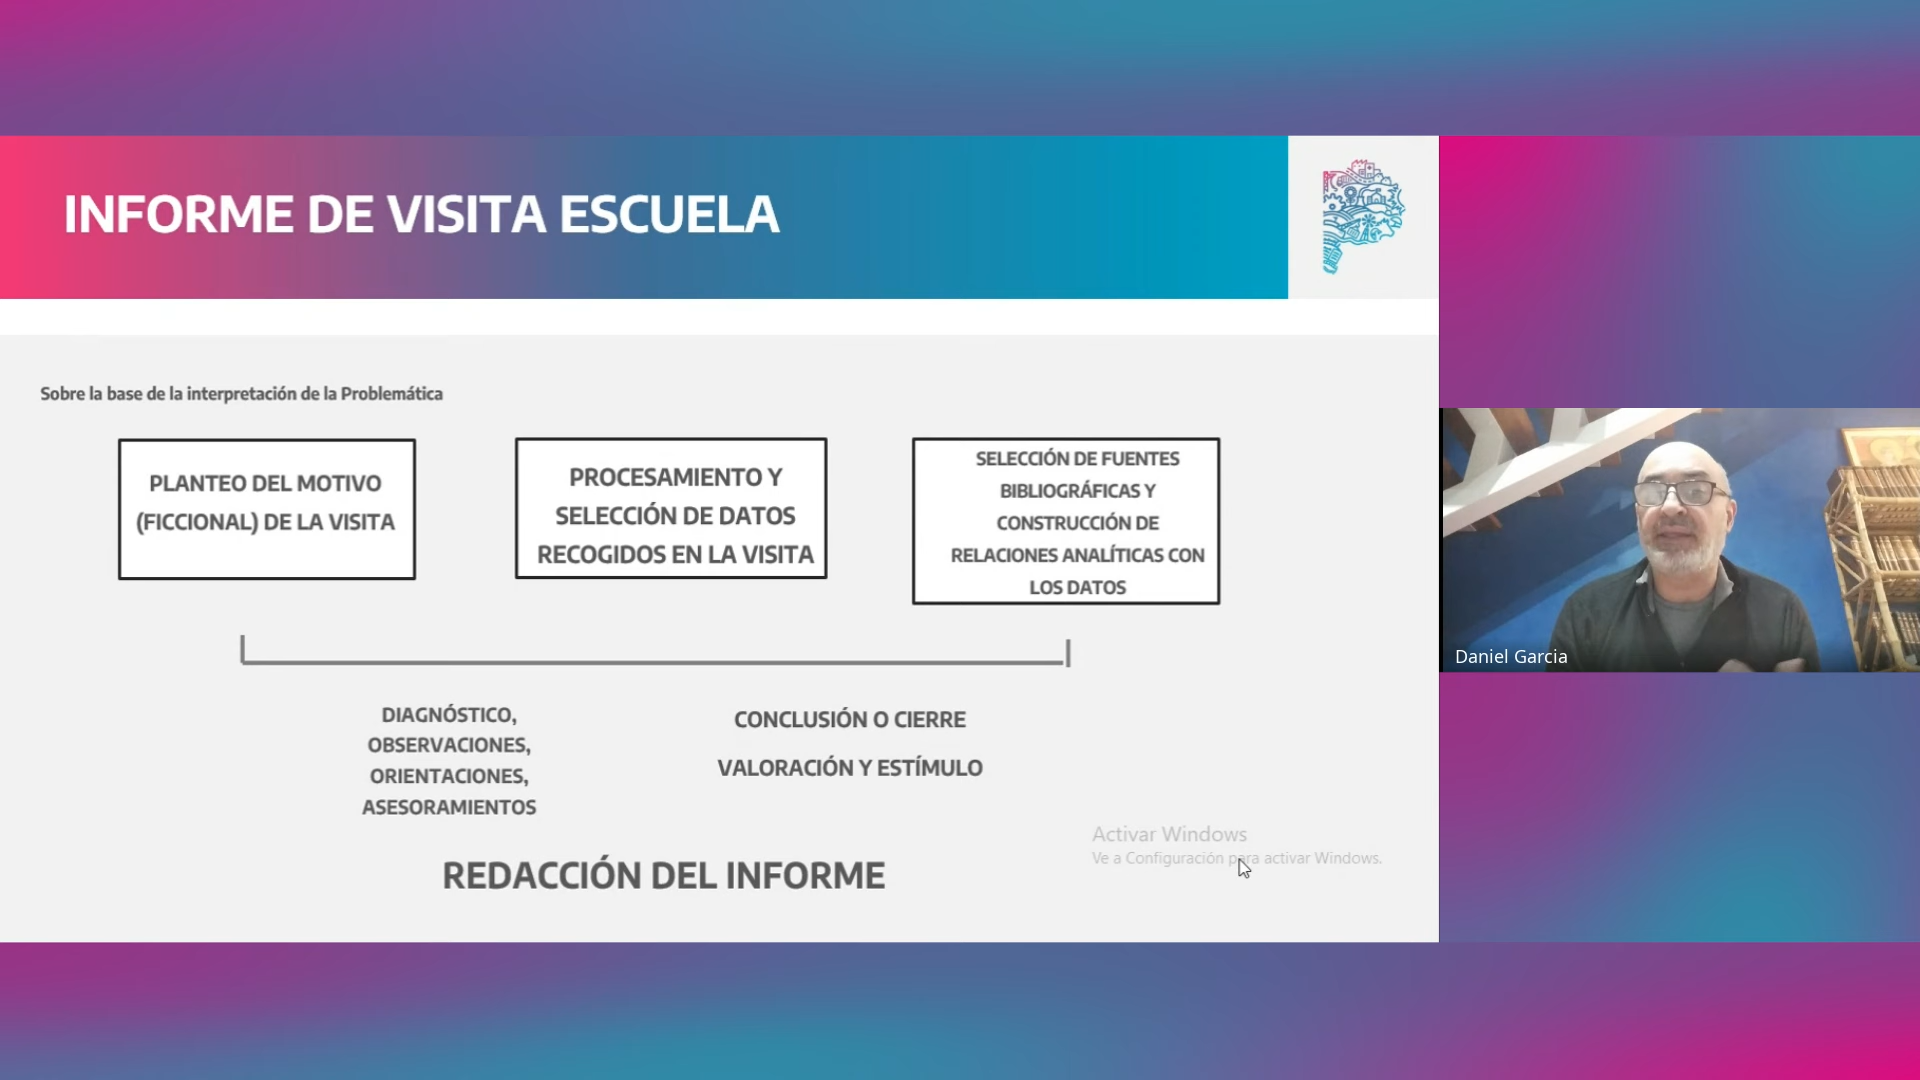 INFORME DE VISITA ESCUELA
Sobre la base de la interpretación de la Problemática
PLANTEO DEL MOTIVO
(FICCIONAL) DE LA VISITA
PROCESAMIENTO Y
SELECCIÓN DE DATOS
RECOGIDOS EN LA VISITA
SELECCIÓN DE FUENTES
BIBLIOGRÁFICAS Y
CONSTRUCCIÓN DE
RELACIONES ANALÍTICAS CON
LOS DATOS
DIAGNÓSTICO,
OBSERVACIONES,
ORIENTACIONES,
ASESORAMIENTOS
CONCLUSIÓN O CIERRE
VALORACIÓN Y ESTÍMULO
REDACCIÓN DEL INFORME
Activar Windows
Ve a Configuración para activar Windows.
Daniel Garcia